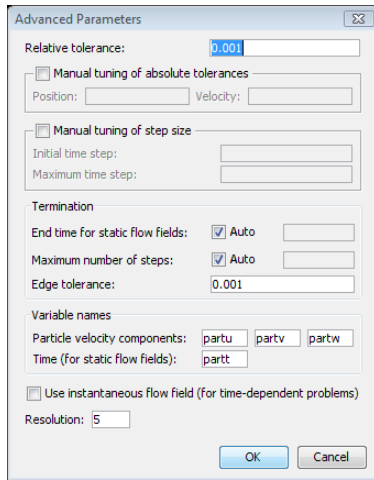 Advanced Parameters
Relative tolerance: 0.001
Manual tuning of absolute tolerances
Position: Velocity:
Manual tuning of step size
Initial time step:
Maximum time step:
Termination
End time for static flow fields: Auto
Maximum number of steps: Auto
Edge tolerance: 0.001
Variable names
Particle velocity components: partu partv partw
Time (for static flow fields): partt
Use instantaneous flow field (for time-dependent problems)
Resolution: 5
OK Cancel